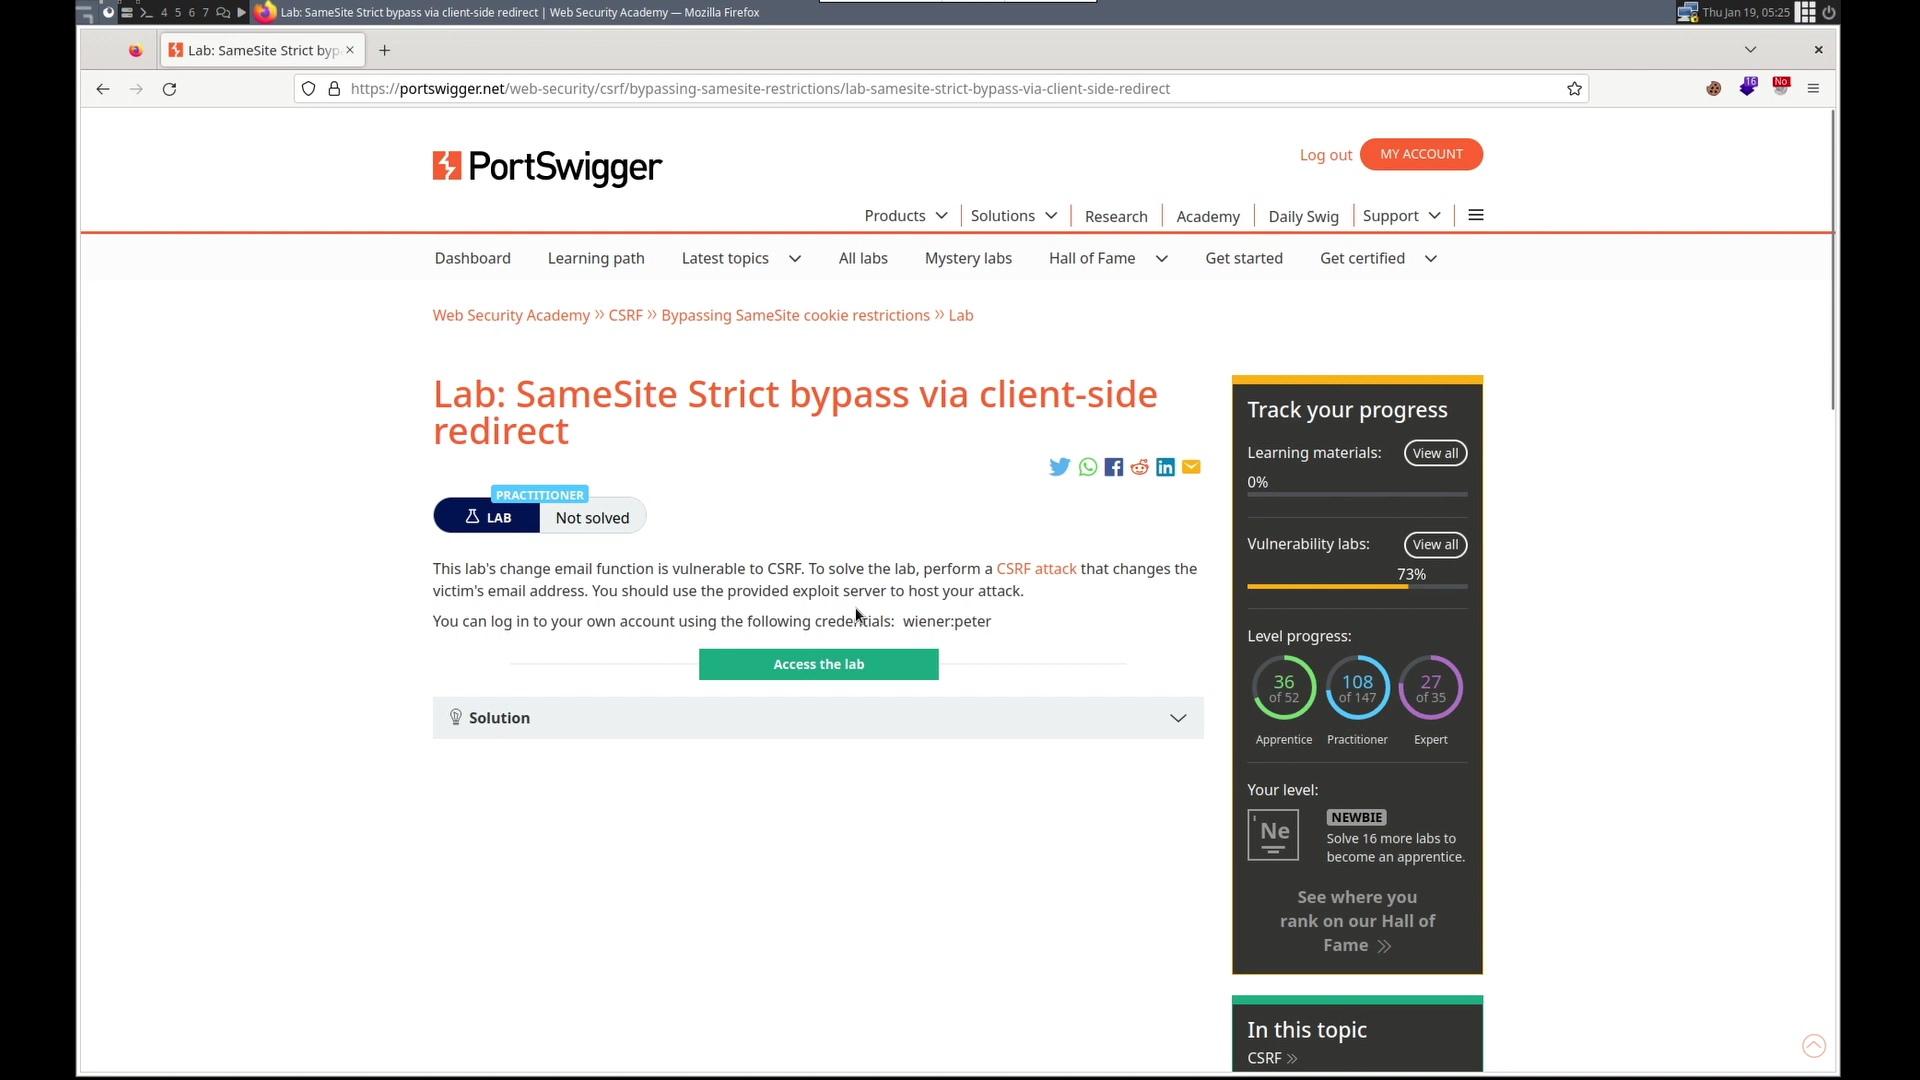 4 5 6 7 Lab: SameSite Strict bypass via client-side redirect | Web Security Academy — Mozilla Firefox Thu Jan 19, 05:25
Lab: SameSite Strict byp
https://portswigger.net/web-security/csrf/bypassing-samesite-restrictions/lab-samesite-strict-bypass-via-client-side-redirect 16 No
PortSwigger
Log out MY ACCOUNT
Products Solutions Research Academy Daily Swig Support
Dashboard Learning path Latest topics All labs Mystery labs Hall of Fame Get started Get certified
Web Security Academy » CSRF » Bypassing SameSite cookie restrictions » Lab
Lab: SameSite Strict bypass via client-side
redirect
PRACTITIONER
LAB Not solved
This lab's change email function is vulnerable to CSRF. To solve the lab, perform a CSRF attack that changes the
victim's email address. You should use the provided exploit server to host your attack.
You can log in to your own account using the following credentials: wiener:peter
Access the lab
Solution
Track your progress
Learning materials: View all
0%
Vulnerability labs: View all
73%
Level progress:
36 108 27
of 52 of 147 of 35
Apprentice Practitioner Expert
Your level:
Ne NEWBIE
Solve 16 more labs to
become an apprentice.
See where you
rank on our Hall of
Fame »
In this topic
CSRF »